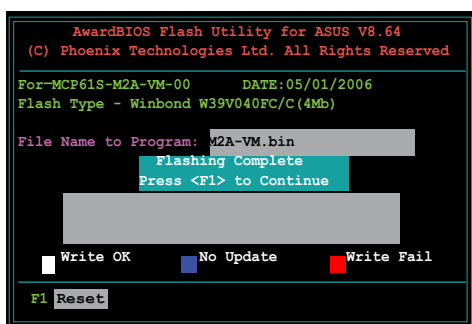 AwardBIOS Flash Utility for ASUS V8.64
(C) Phoenix Technologies Ltd. All Rights Reserved
For—MCP61S-M2A-VM-00 DATE:05/01/2006
Flash Type - Winbond W39V040FC/C(4Mb)
File Name to Program: M2A-VM.bin
Flashing Complete
Press <F1> to Continue
Write OK No Update Write Fail
F1 Reset